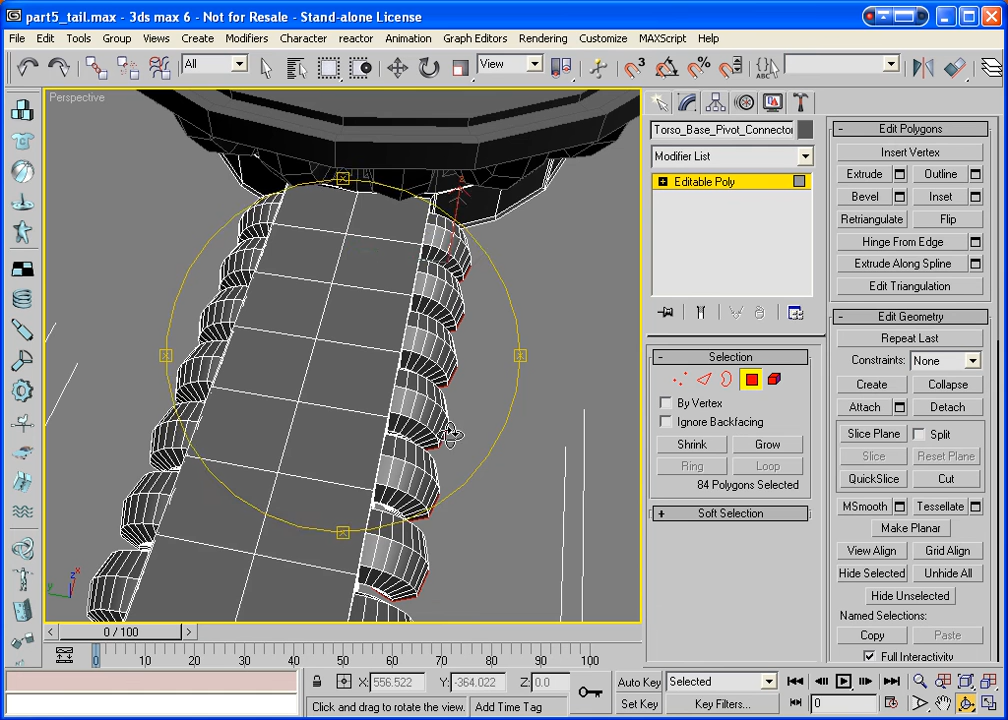 part5_tail.max - 3ds max 6 - Not for Resale - Stand-alone License
File Edit Tools Group Views Create Modifiers Character reactor Animation Graph Editors Rendering Customize MAXScript Help
All View 3 % ABC
Perspective
Torso_Base_Pivot_Connector
Modifier List
Editable Poly
Selection
By Vertex
Ignore Backfacing
Shrink Grow
Ring Loop
84 Polygons Selected
Soft Selection
Edit Polygons
Insert Vertex
Extrude Outline
Bevel Inset
Retriangulate Flip
Hinge From Edge
Extrude Along Spline
Edit Triangulation
Edit Geometry
Repeat Last
Constraints: None
Create Collapse
Attach Detach
Slice Plane Split
Slice Reset Plane
QuickSlice Cut
MSmooth Tessellate
Make Planar
View Align Grid Align
Hide Selected Unhide All
Hide Unselected
Named Selections:
Copy Paste
Full Interactivity
z x y
0 / 100
0 10 20 30 40 50 60 70 80 90 100
X: 556.522 Y: -364.022 Z: 0.0
Auto Key Selected
Set Key Key Filters... 0
Click and drag to rotate the view. Add Time Tag